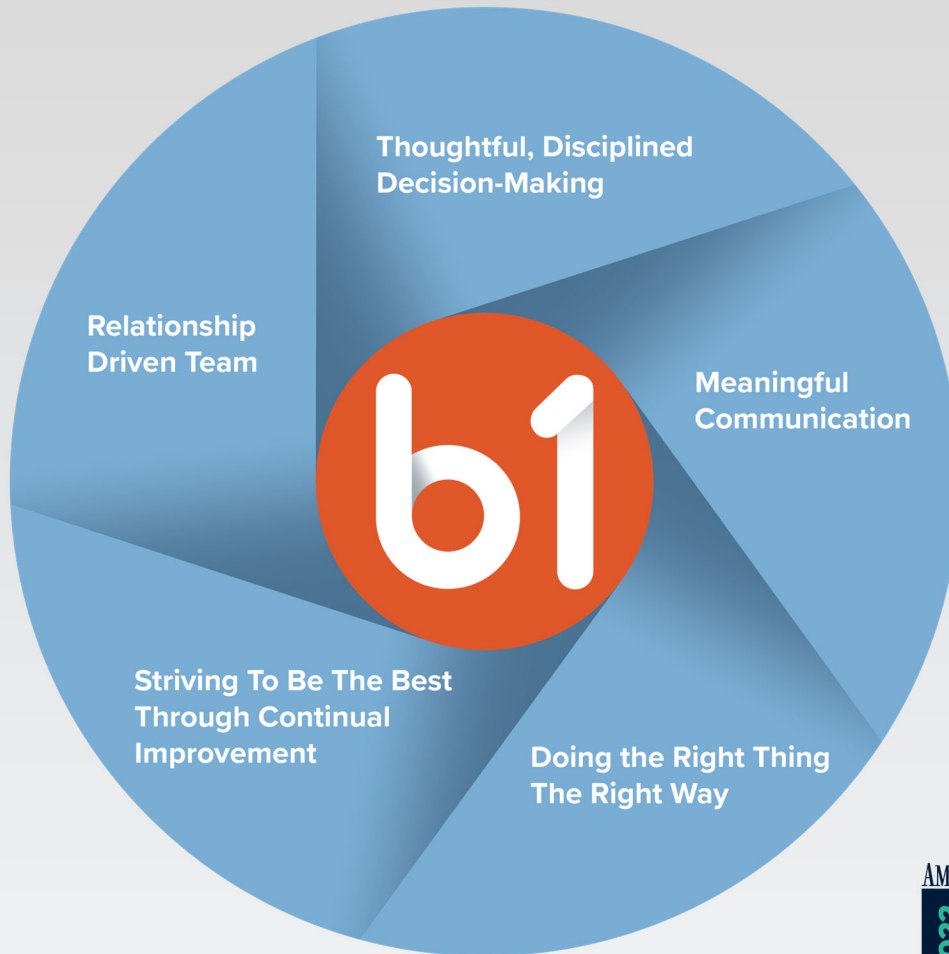 Thoughtful, Disciplined
Decision-Making
Relationship
Driven Team
Meaningful
Communication
b1
Striving To Be The Best
Through Continual
Improvement
Doing the Right Thing
The Right Way
AM